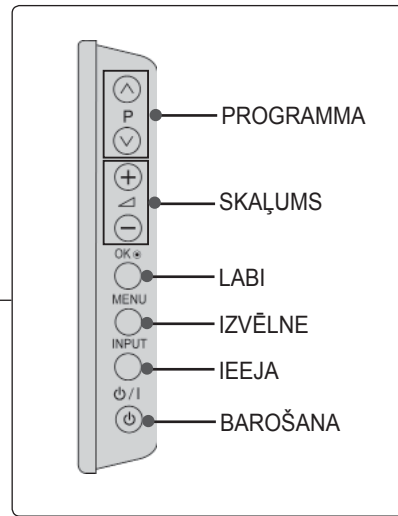 P
PROGRAMMA
SKAĻUMS
OK
LABI
MENU
IZVĒLNE
INPUT
IEEJA
/ I
BAROŠANA